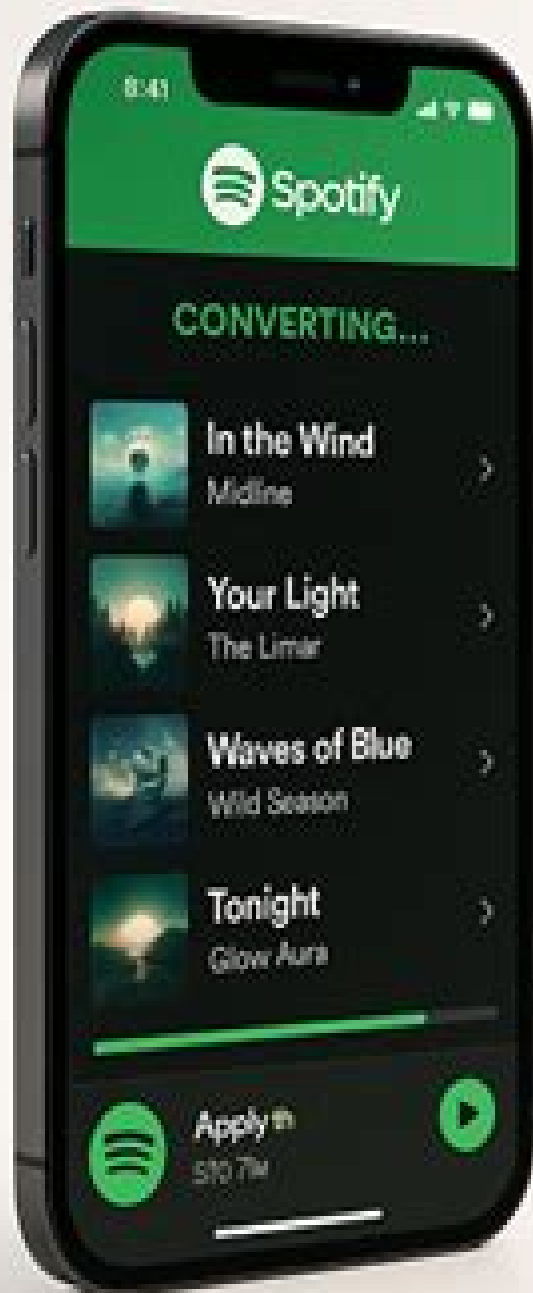 8:41
Spotify
CONVERTING...
In the Wind
Midline
Your Light
The Limar
Waves of Blue
Wild Season
Tonight
Glow Aura
Apply